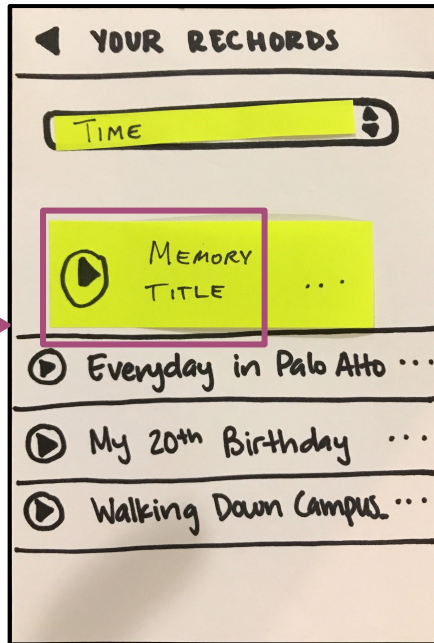 YOUR RECHORDS
TIME
MEMORY
TITLE ...
Everyday in Palo Alto ...
My 20th Birthday ...
Walking Down Campus ...